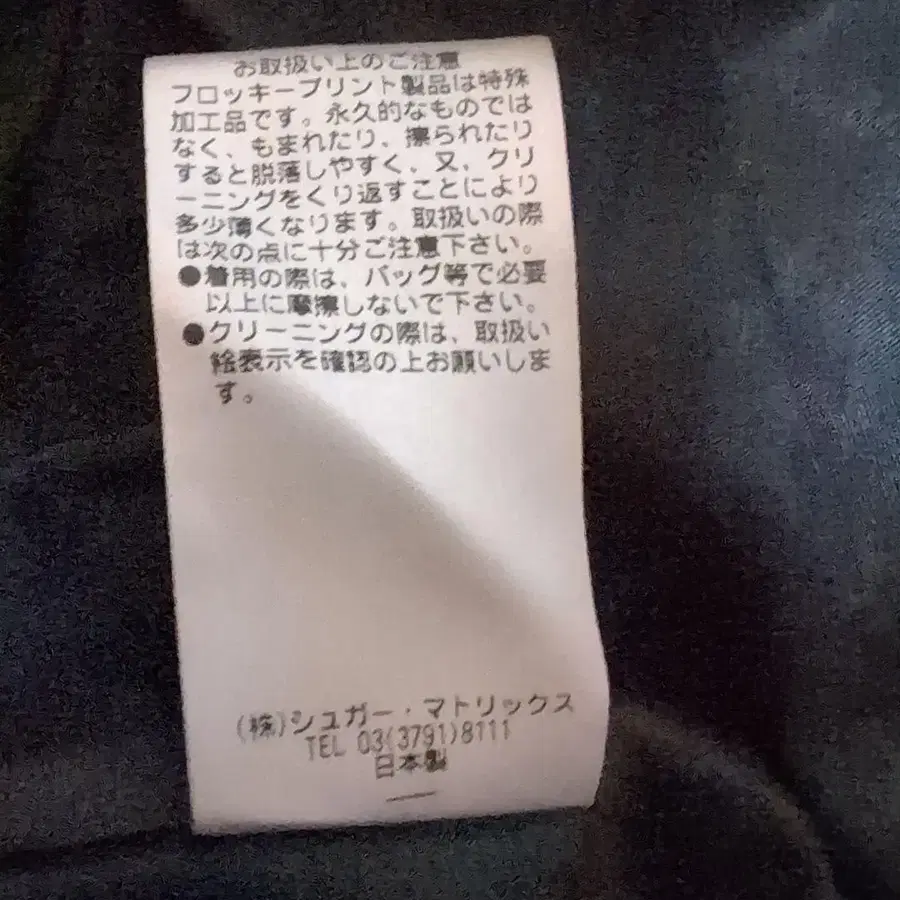 お取扱い上のご注意
フロッキープリント製品は特殊
加工品です。永久的なものでは
なく、もまれたり、擦られたり
すると脱落しやすく、又、クリ
ーニングをくり返すことにより
多少薄くなります。取扱いの際
は次の点に十分ご注意下さい。
●着用の際は、バッグ等で必要
以上に摩擦しないで下さい。
●クリーニングの際は、取扱い
絵表示を確認の上お願いしま
す。
(株)シュガー・マトリックス
TEL 03(3791)8111
日本製